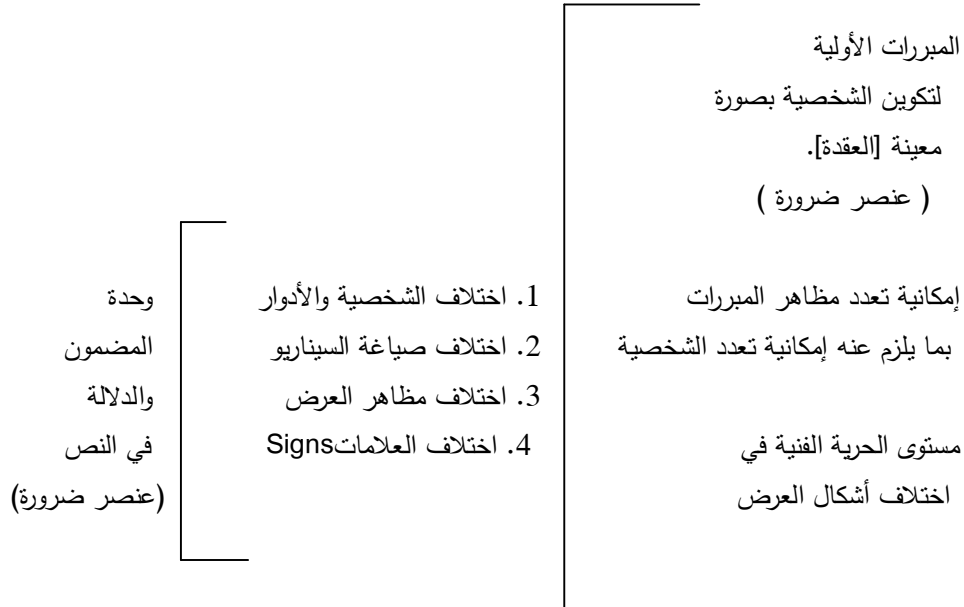 المبررات الأولية
لتكوين الشخصية بصورة
معينة [العقدة].
( عنصر ضرورة )
إمكانية تعدد مظاهر المبررات
بما يلزم عنه إمكانية تعدد الشخصية
مستوى الحرية الفنية في
اختلاف أشكال العرض
1. اختلاف الشخصية والأدوار
2. اختلاف صياغة السيناريو
3. اختلاف مظاهر العرض
4. اختلاف العلاماتSigns
وحدة
المضمون
والدلالة
في النص
(عنصر ضرورة)